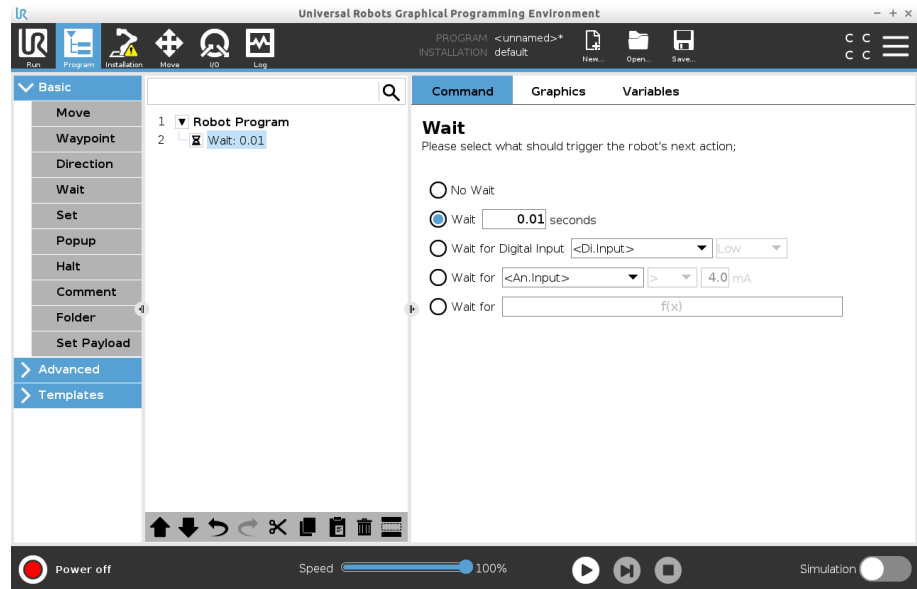 Universal Robots Graphical Programming Environment
UR
Run
Program
Installation
Move
I/O
Log
PROGRAM <unnamed>*
INSTALLATION default
New...
Open...
Save...
C C
C C
Basic
Move
Waypoint
Direction
Wait
Set
Popup
Halt
Comment
Folder
Set Payload
Advanced
Templates
1 Robot Program
2 Wait: 0.01
Command Graphics Variables
Wait
Please select what should trigger the robot's next action;
No Wait
Wait 0.01 seconds
Wait for Digital Input <Di.Input> Low
Wait for <An.Input> > 4.0 mA
Wait for f(x)
Power off
Speed 100%
Simulation